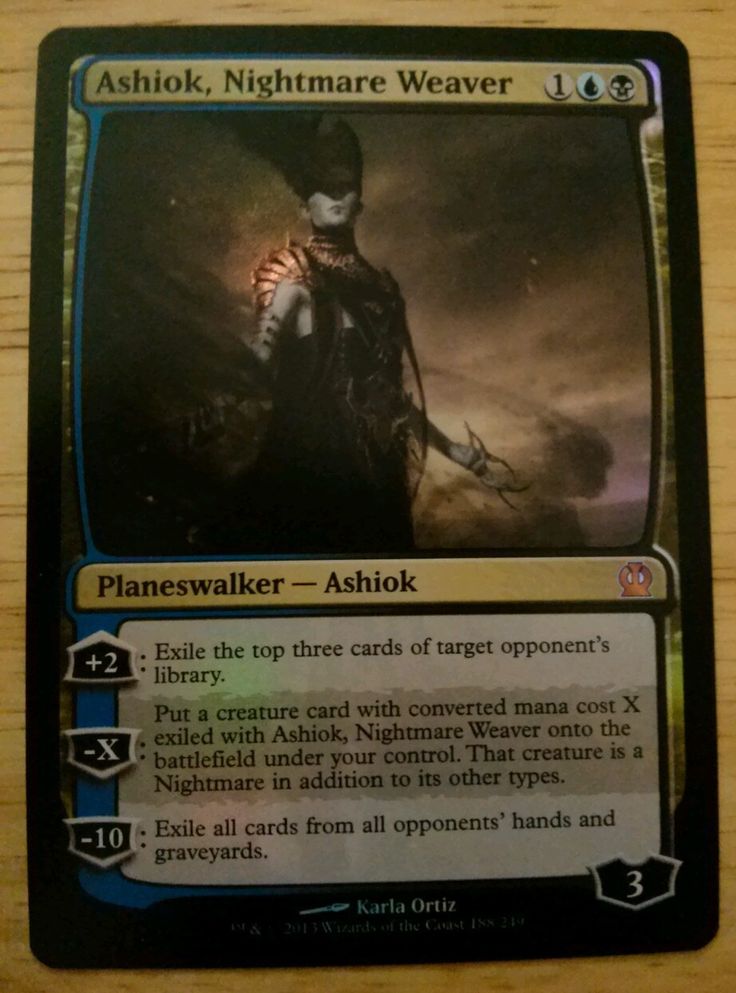 Ashiok, Nightmare Weaver 1
Planeswalker — Ashiok
+2 : Exile the top three cards of target opponent's
library.
Put a creature card with converted mana cost X
exiled with Ashiok, Nightmare Weaver onto the
-X : battlefield under your control. That creature is a
Nightmare in addition to its other types.
-10 : Exile all cards from all opponents' hands and
graveyards.
3
Karla Ortiz
2013 Wizards of the Coast 188/249